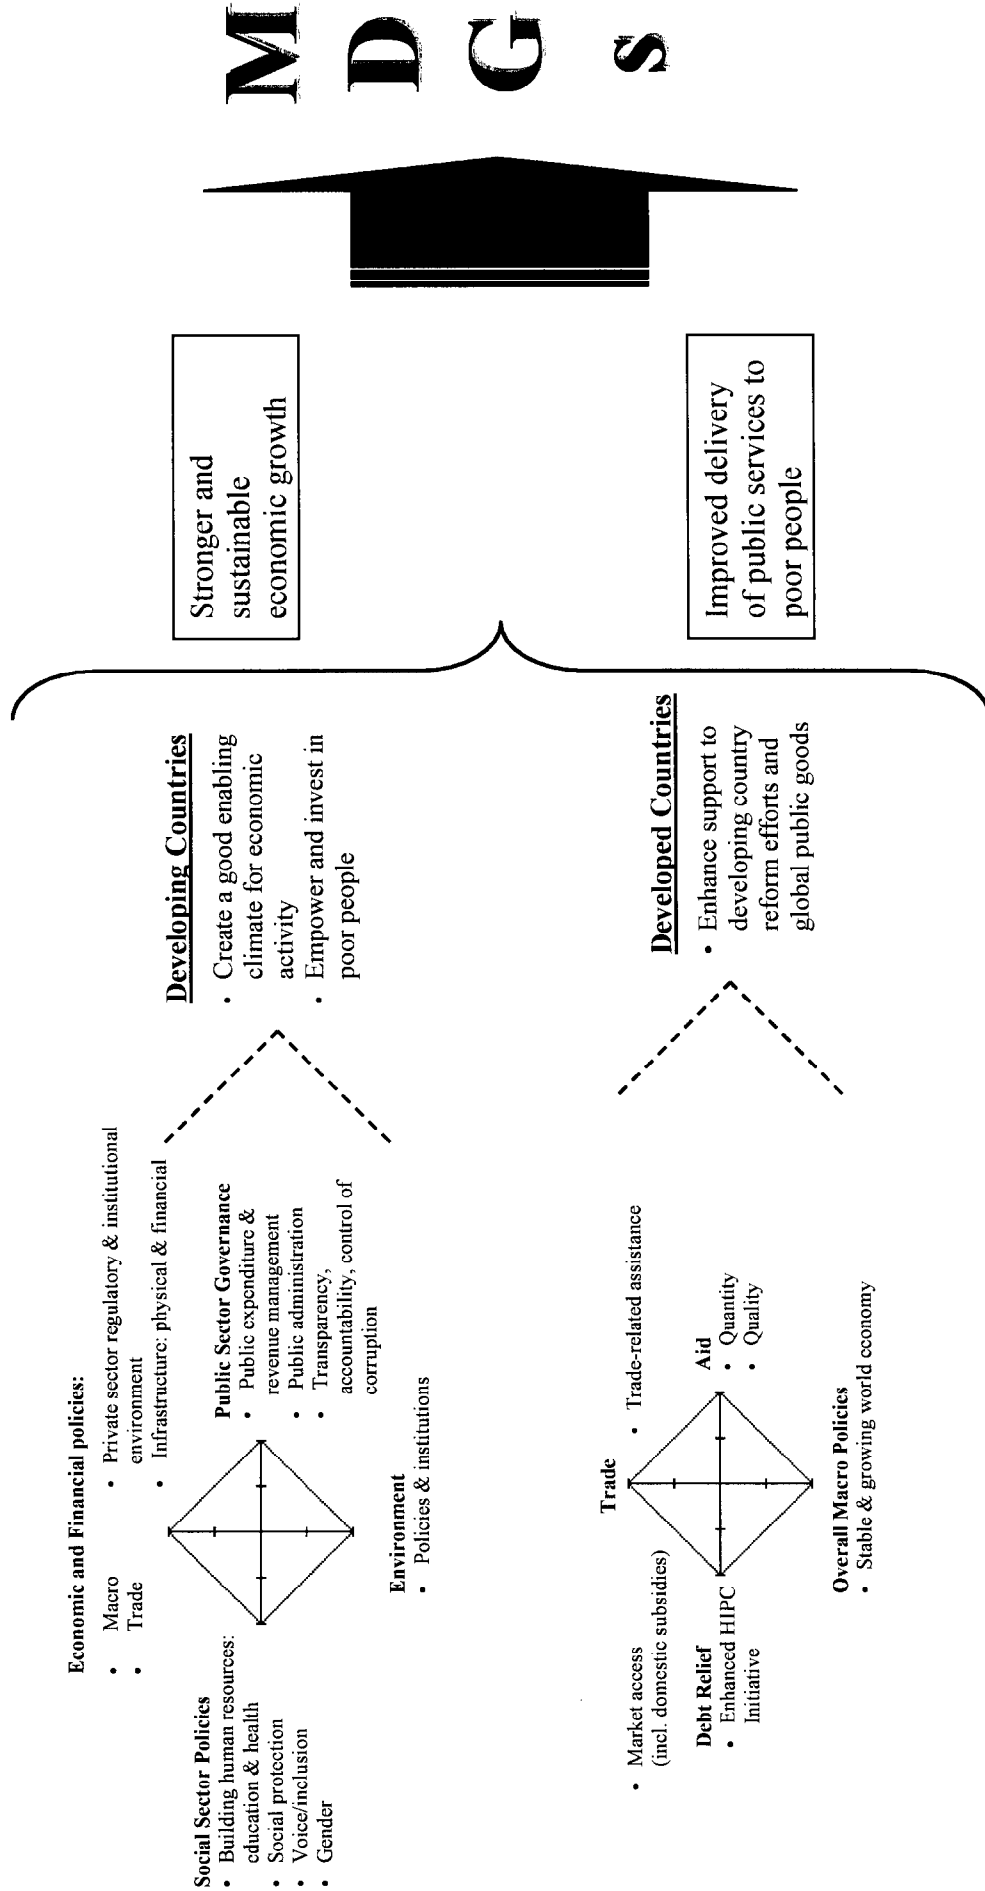 Economic and Financial policies:
• Macro
• Trade
• Private sector regulatory & institutional
environment
• Infrastructure: physical & financial
Social Sector Policies
• Building human resources:
education & health
• Social protection
• Voice/inclusion
• Gender
Public Sector Governance
• Public expenditure &
revenue management
• Public administration
• Transparency,
accountability, control of
corruption
Environment
• Policies & institutions
Developing Countries
• Create a good enabling
climate for economic
activity
• Empower and invest in
poor people
Trade
• Market access
(incl. domestic subsidies)
• Trade-related assistance
Debt Relief
• Enhanced HIPC
Initiative
Aid
• Quantity
• Quality
Overall Macro Policies
• Stable & growing world economy
Developed Countries
• Enhance support to
developing country
reform efforts and
global public goods
Stronger and
sustainable
economic growth
Improved delivery
of public services to
poor people
M
D
G
s